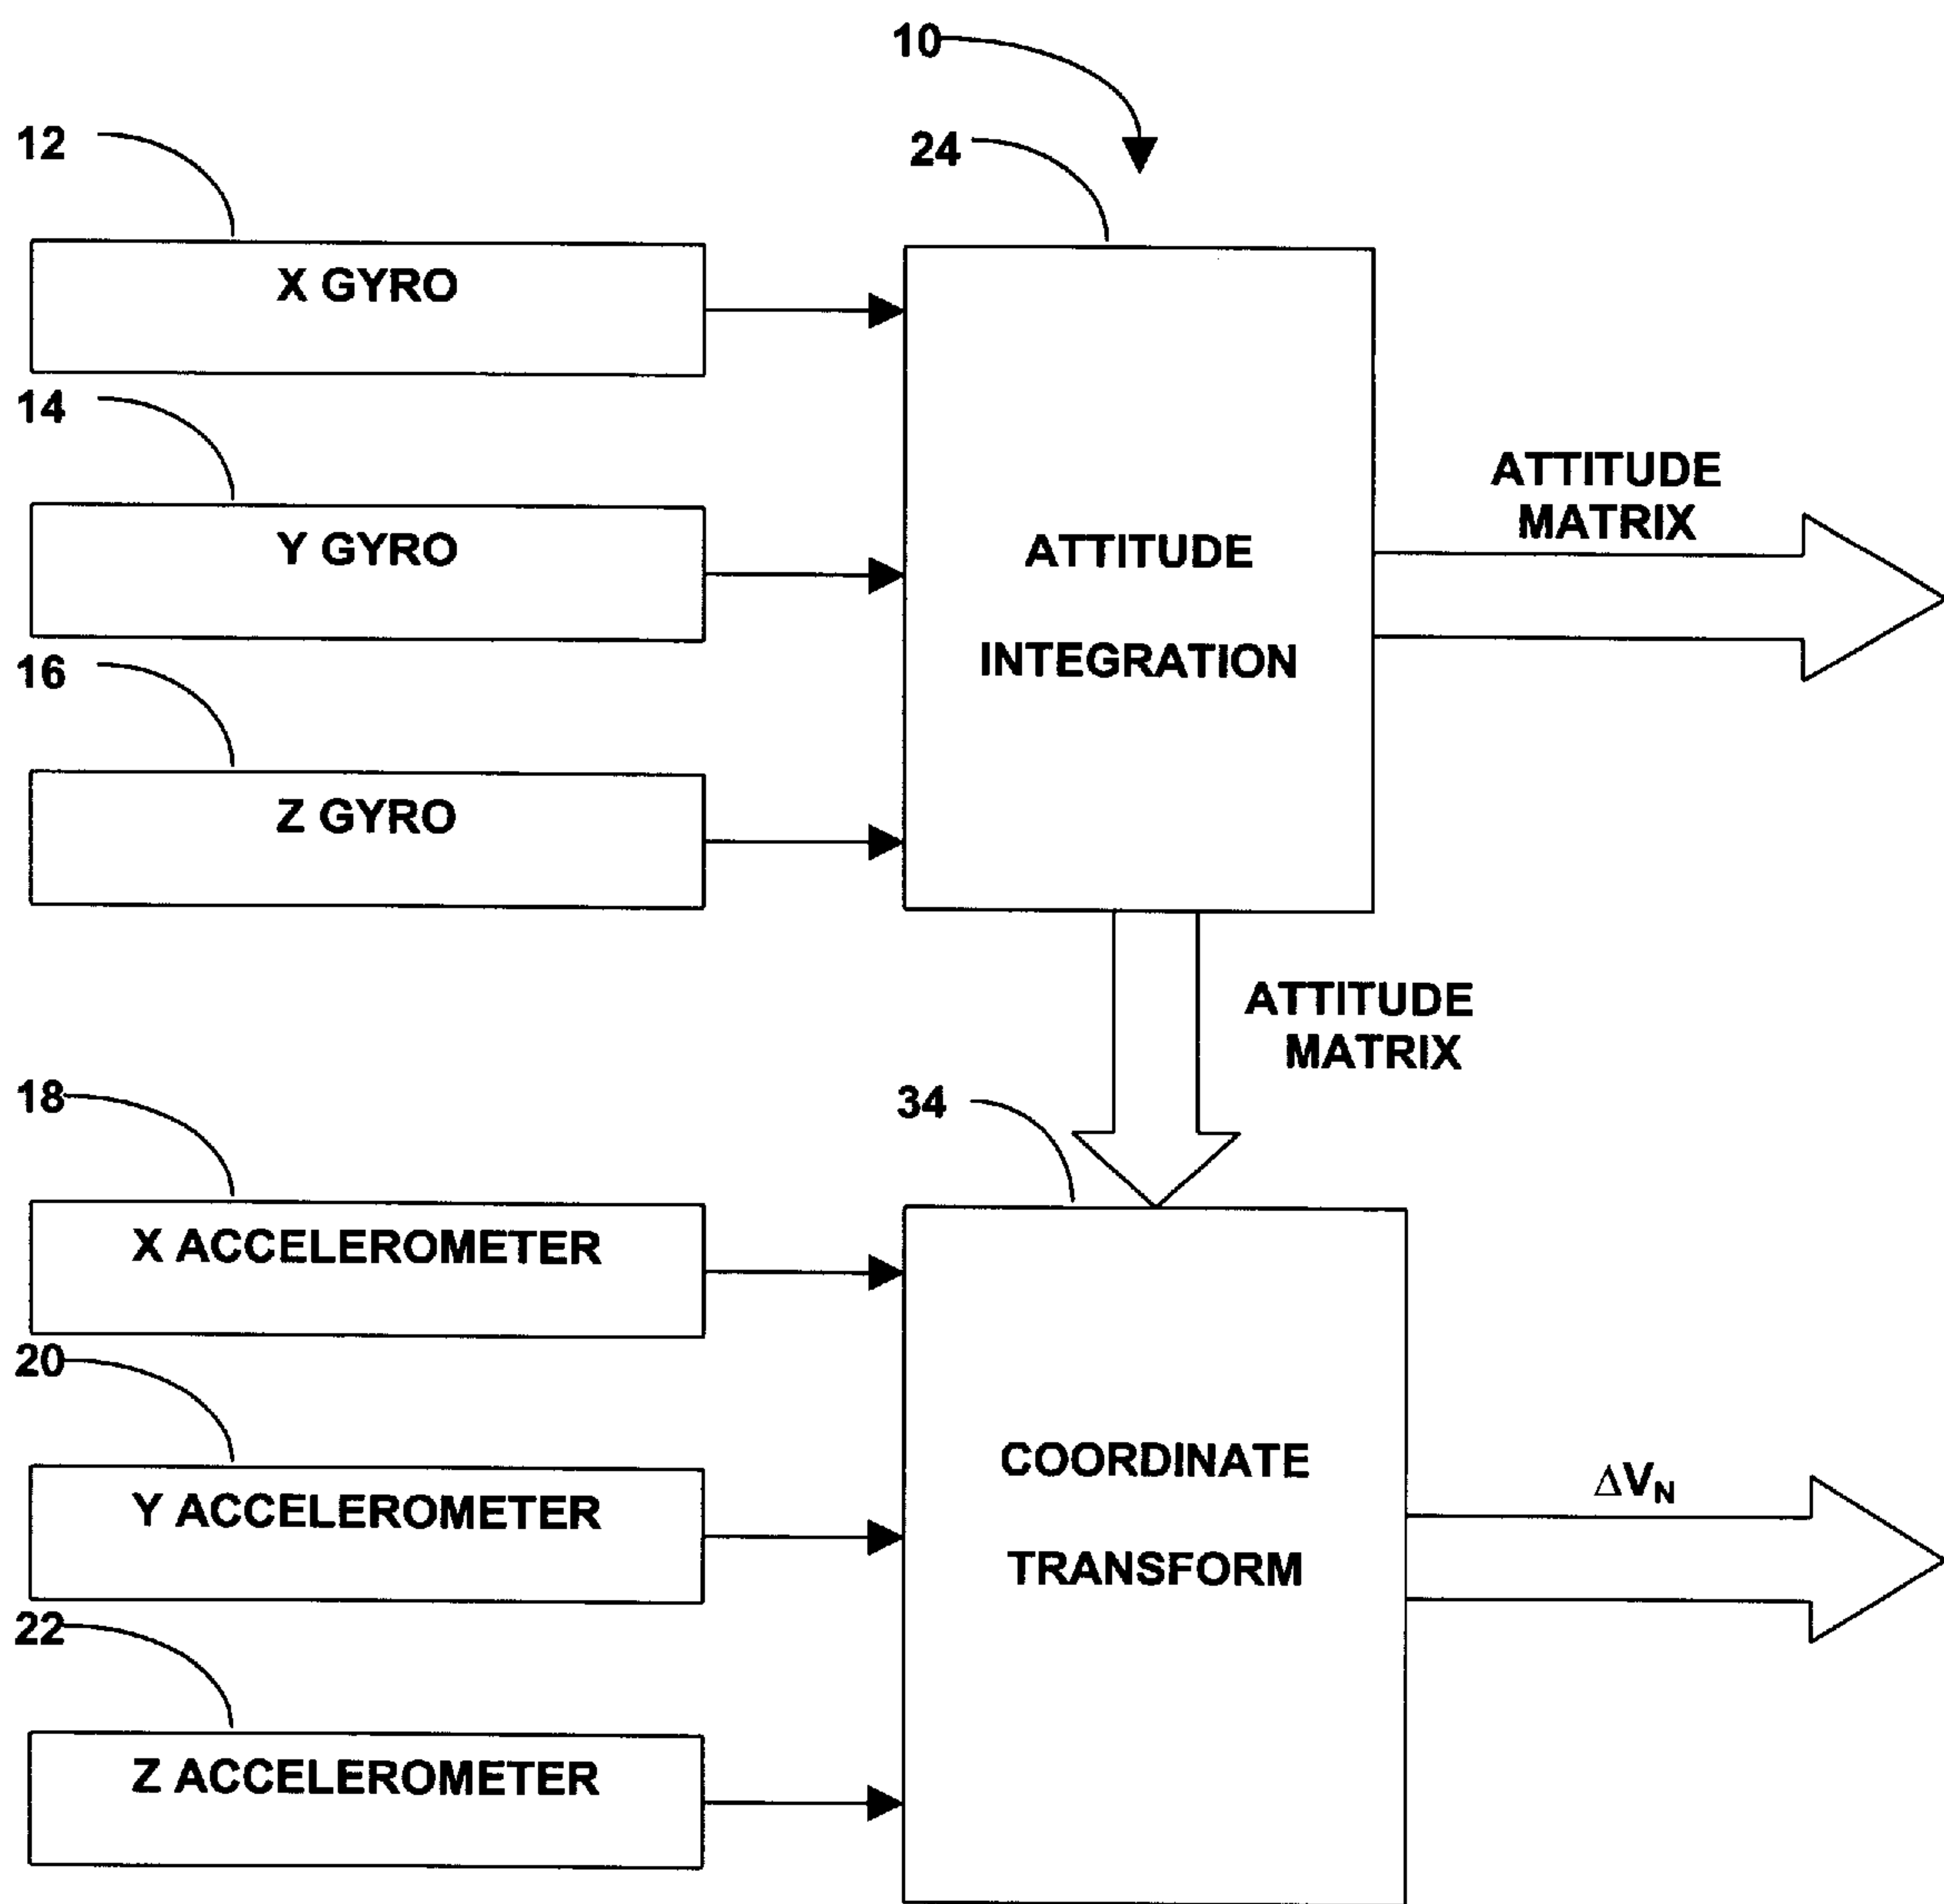 10
12
24
X GYRO
14
Y GYRO
ATTITUDE
MATRIX
ATTITUDE
INTEGRATION
16
Z GYRO
ATTITUDE
MATRIX
18
34
X ACCELEROMETER
20
Y ACCELEROMETER
COORDINATE
TRANSFORM
ΔVN
22
Z ACCELEROMETER